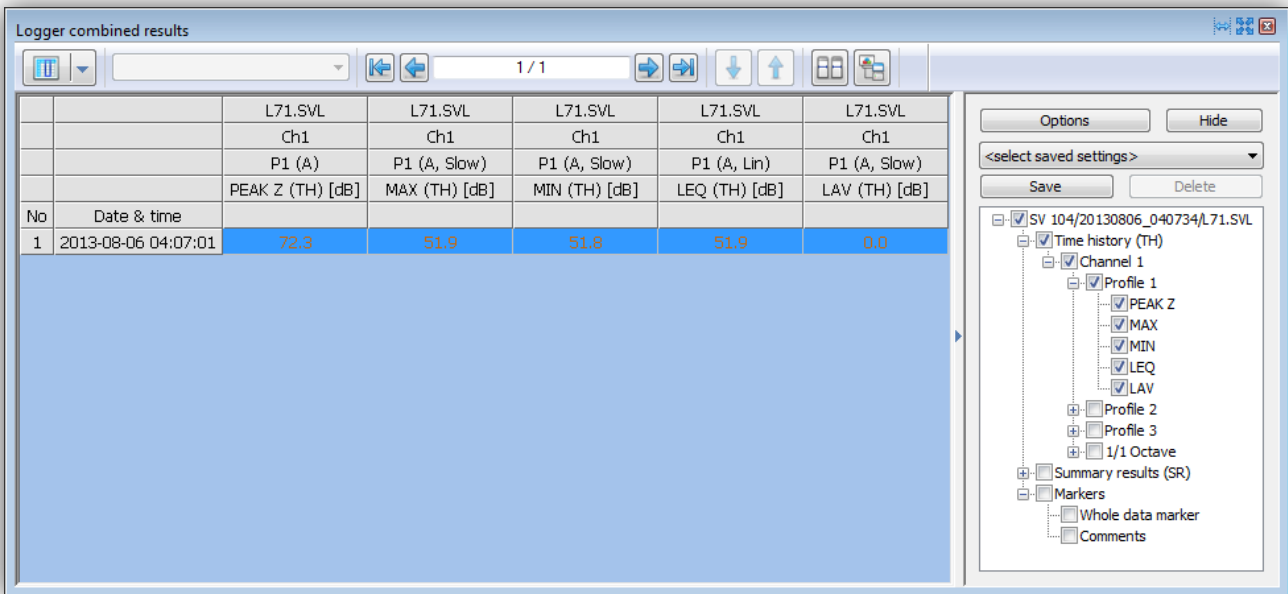 Logger combined results
1 / 1
L71.SVL L71.SVL L71.SVL L71.SVL L71.SVL
Ch1 Ch1 Ch1 Ch1 Ch1
P1 (A) P1 (A, Slow) P1 (A, Slow) P1 (A, Lin) P1 (A, Slow)
PEAK Z (TH) [dB] MAX (TH) [dB] MIN (TH) [dB] LEQ (TH) [dB] LAV (TH) [dB]
No Date & time
1 2013-08-06 04:07:01 72.3 51.9 51.8 51.9 0.0
Options Hide
<select saved settings>
Save Delete
SV 104/20130806_040734/L71.SVL
Time history (TH)
Channel 1
Profile 1
PEAK Z
MAX
MIN
LEQ
LAV
Profile 2
Profile 3
1/1 Octave
Summary results (SR)
Markers
Whole data marker
Comments